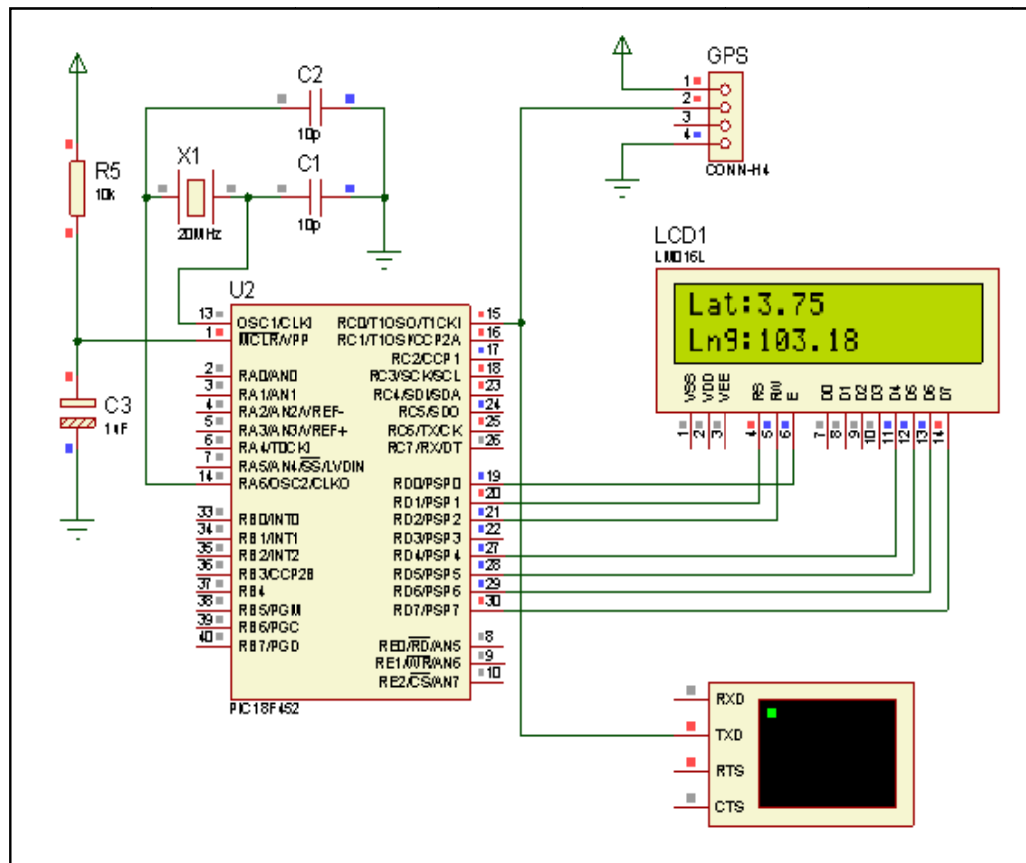 GPS
1
2
3
4
CONN-H4
C2
10p
C1
10p
X1
20MHz
R5
10k
C3
1uF
U2
13 OSC1/CLKI
1 MCLR/VPP
2 RA0/AN0
3 RA1/AN1
4 RA2/AN2/VREF-
5 RA3/AN3/VREF+
6 RA4/T0CKI
7 RA5/AN4/SS/LVDIN
14 RA6/OSC2/CLKO
33 RB0/INT0
34 RB1/INT1
35 RB2/INT2
36 RB3/CCP2B
37 RB4
38 RB5/PGM
39 RB6/PGC
40 RB7/PGD
RC0/T1OSO/T1CKI 15
RC1/T1OSI/CCP2A 16
RC2/CCP1 17
RC3/SCK/SCL 18
RC4/SDI/SDA 23
RC5/SDO 24
RC6/TX/CK 25
RC7/RX/DT 26
RD0/PSP0 19
RD1/PSP1 20
RD2/PSP2 21
RD3/PSP3 22
RD4/PSP4 27
RD5/PSP5 28
RD6/PSP6 29
RD7/PSP7 30
RE0/RD/AN5 8
RE1/WR/AN6 9
RE2/CS/AN7 10
PIC18F452
LCD1
LM016L
Lat:3.75
Lng:103.18
VSS VDD VEE RS RW E D0 D1 D2 D3 D4 D5 D6 D7
1 2 3 4 5 6 7 8 9 10 11 12 13 14
RXD
TXD
RTS
CTS